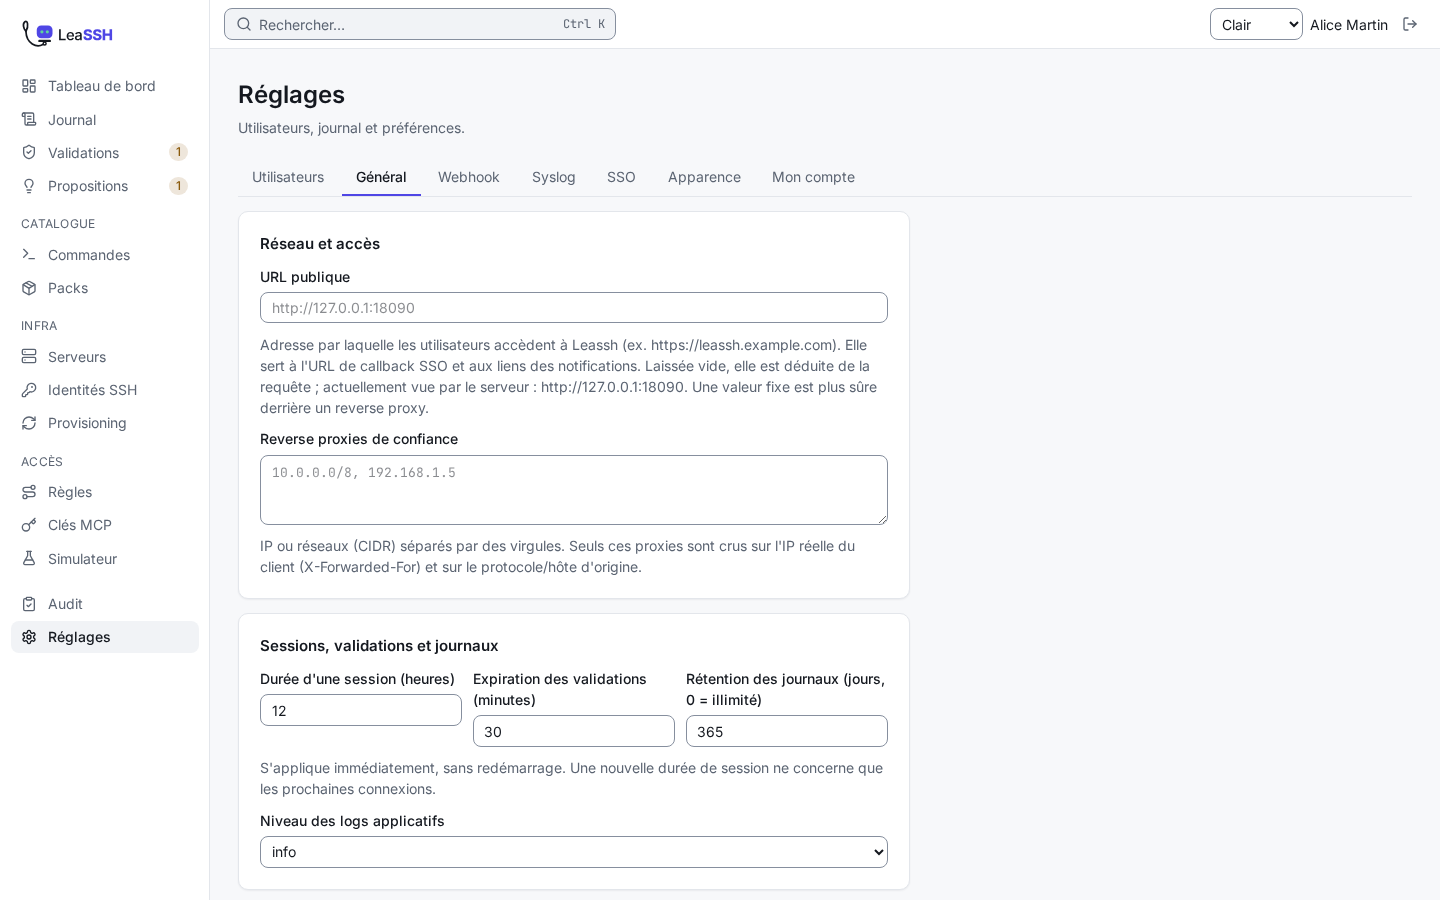 LeaSSH
Rechercher... Ctrl K
Clair
Alice Martin
Tableau de bord
Journal
Validations 1
Propositions 1
CATALOGUE
Commandes
Packs
INFRA
Serveurs
Identités SSH
Provisioning
ACCÈS
Règles
Clés MCP
Simulateur
Audit
Réglages
Réglages
Utilisateurs, journal et préférences.
Utilisateurs Général Webhook Syslog SSO Apparence Mon compte
Réseau et accès
URL publique
http://127.0.0.1:18090
Adresse par laquelle les utilisateurs accèdent à Leassh (ex. https://leassh.example.com). Elle
sert à l'URL de callback SSO et aux liens des notifications. Laissée vide, elle est déduite de la
requête ; actuellement vue par le serveur : http://127.0.0.1:18090. Une valeur fixe est plus sûre
derrière un reverse proxy.
Reverse proxies de confiance
10.0.0.0/8, 192.168.1.5
IP ou réseaux (CIDR) séparés par des virgules. Seuls ces proxies sont crus sur l'IP réelle du
client (X-Forwarded-For) et sur le protocole/hôte d'origine.
Sessions, validations et journaux
Durée d'une session (heures)
12
Expiration des validations
(minutes)
30
Rétention des journaux (jours,
0 = illimité)
365
S'applique immédiatement, sans redémarrage. Une nouvelle durée de session ne concerne que
les prochaines connexions.
Niveau des logs applicatifs
info